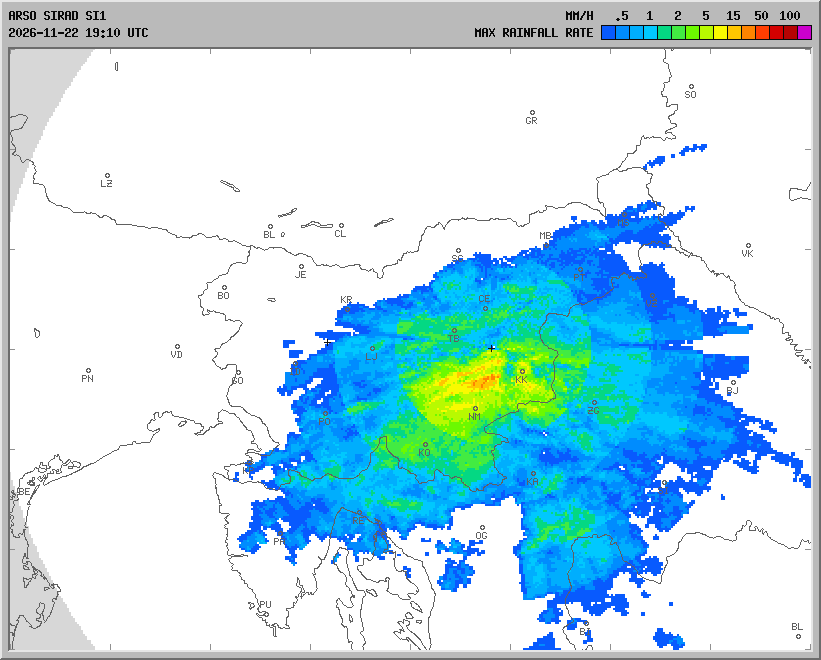 ARSO SIRAD SI1
2026-11-22 19:10 UTC
MM/H .5 1 2 5 15 50 100
MAX RAINFALL RATE
SO
GR
LZ
BL
CL
MB
VK
SG
JE
BO
KR
CE
TB
VD
LJ
PN
GO
KK
BJ
ZG
NM
KO
BE
OG
PU
BL